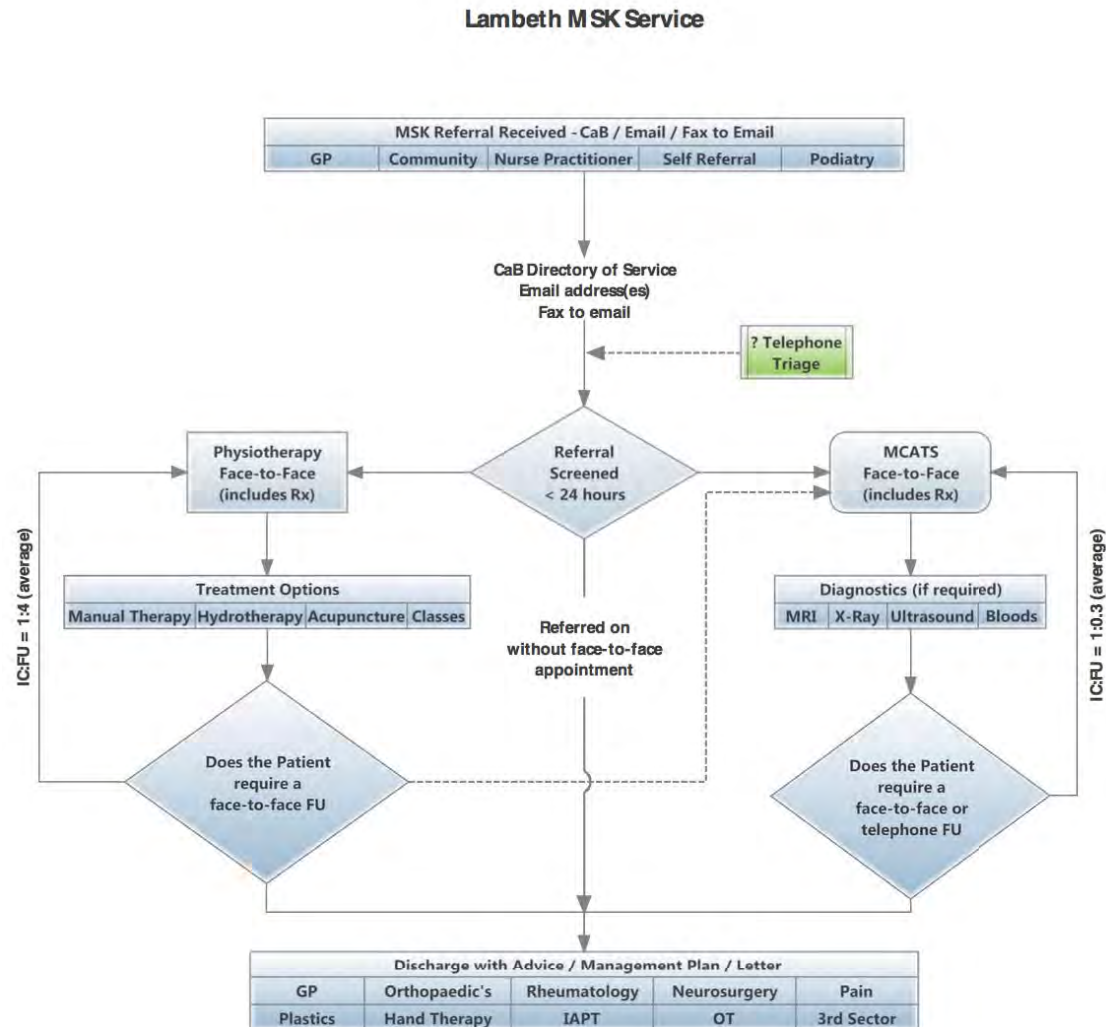 Lambeth MSK Service
MSK Referral Received - CaB / Email / Fax to Email
GP Community Nurse Practitioner Self Referral Podiatry
CaB Directory of Service
Email address(es)
Fax to email
? Telephone
Triage
Physiotherapy
Face-to-Face
(includes Rx)
Referral
Screened
< 24 hours
MCATS
Face-to-Face
(includes Rx)
IC:FU = 1:4 (average)
Treatment Options
Manual Therapy Hydrotherapy Acupuncture Classes
Referred on
without face-to-face
appointment
Diagnostics (if required)
MRI X-Ray Ultrasound Bloods
IC:FU = 1:0.3 (average)
Does the Patient
require a
face-to-face FU
Does the Patient
require a
face-to-face or
telephone FU
Discharge with Advice / Management Plan / Letter
GP Orthopaedic's Rheumatology Neurosurgery Pain
Plastics Hand Therapy IAPT OT 3rd Sector